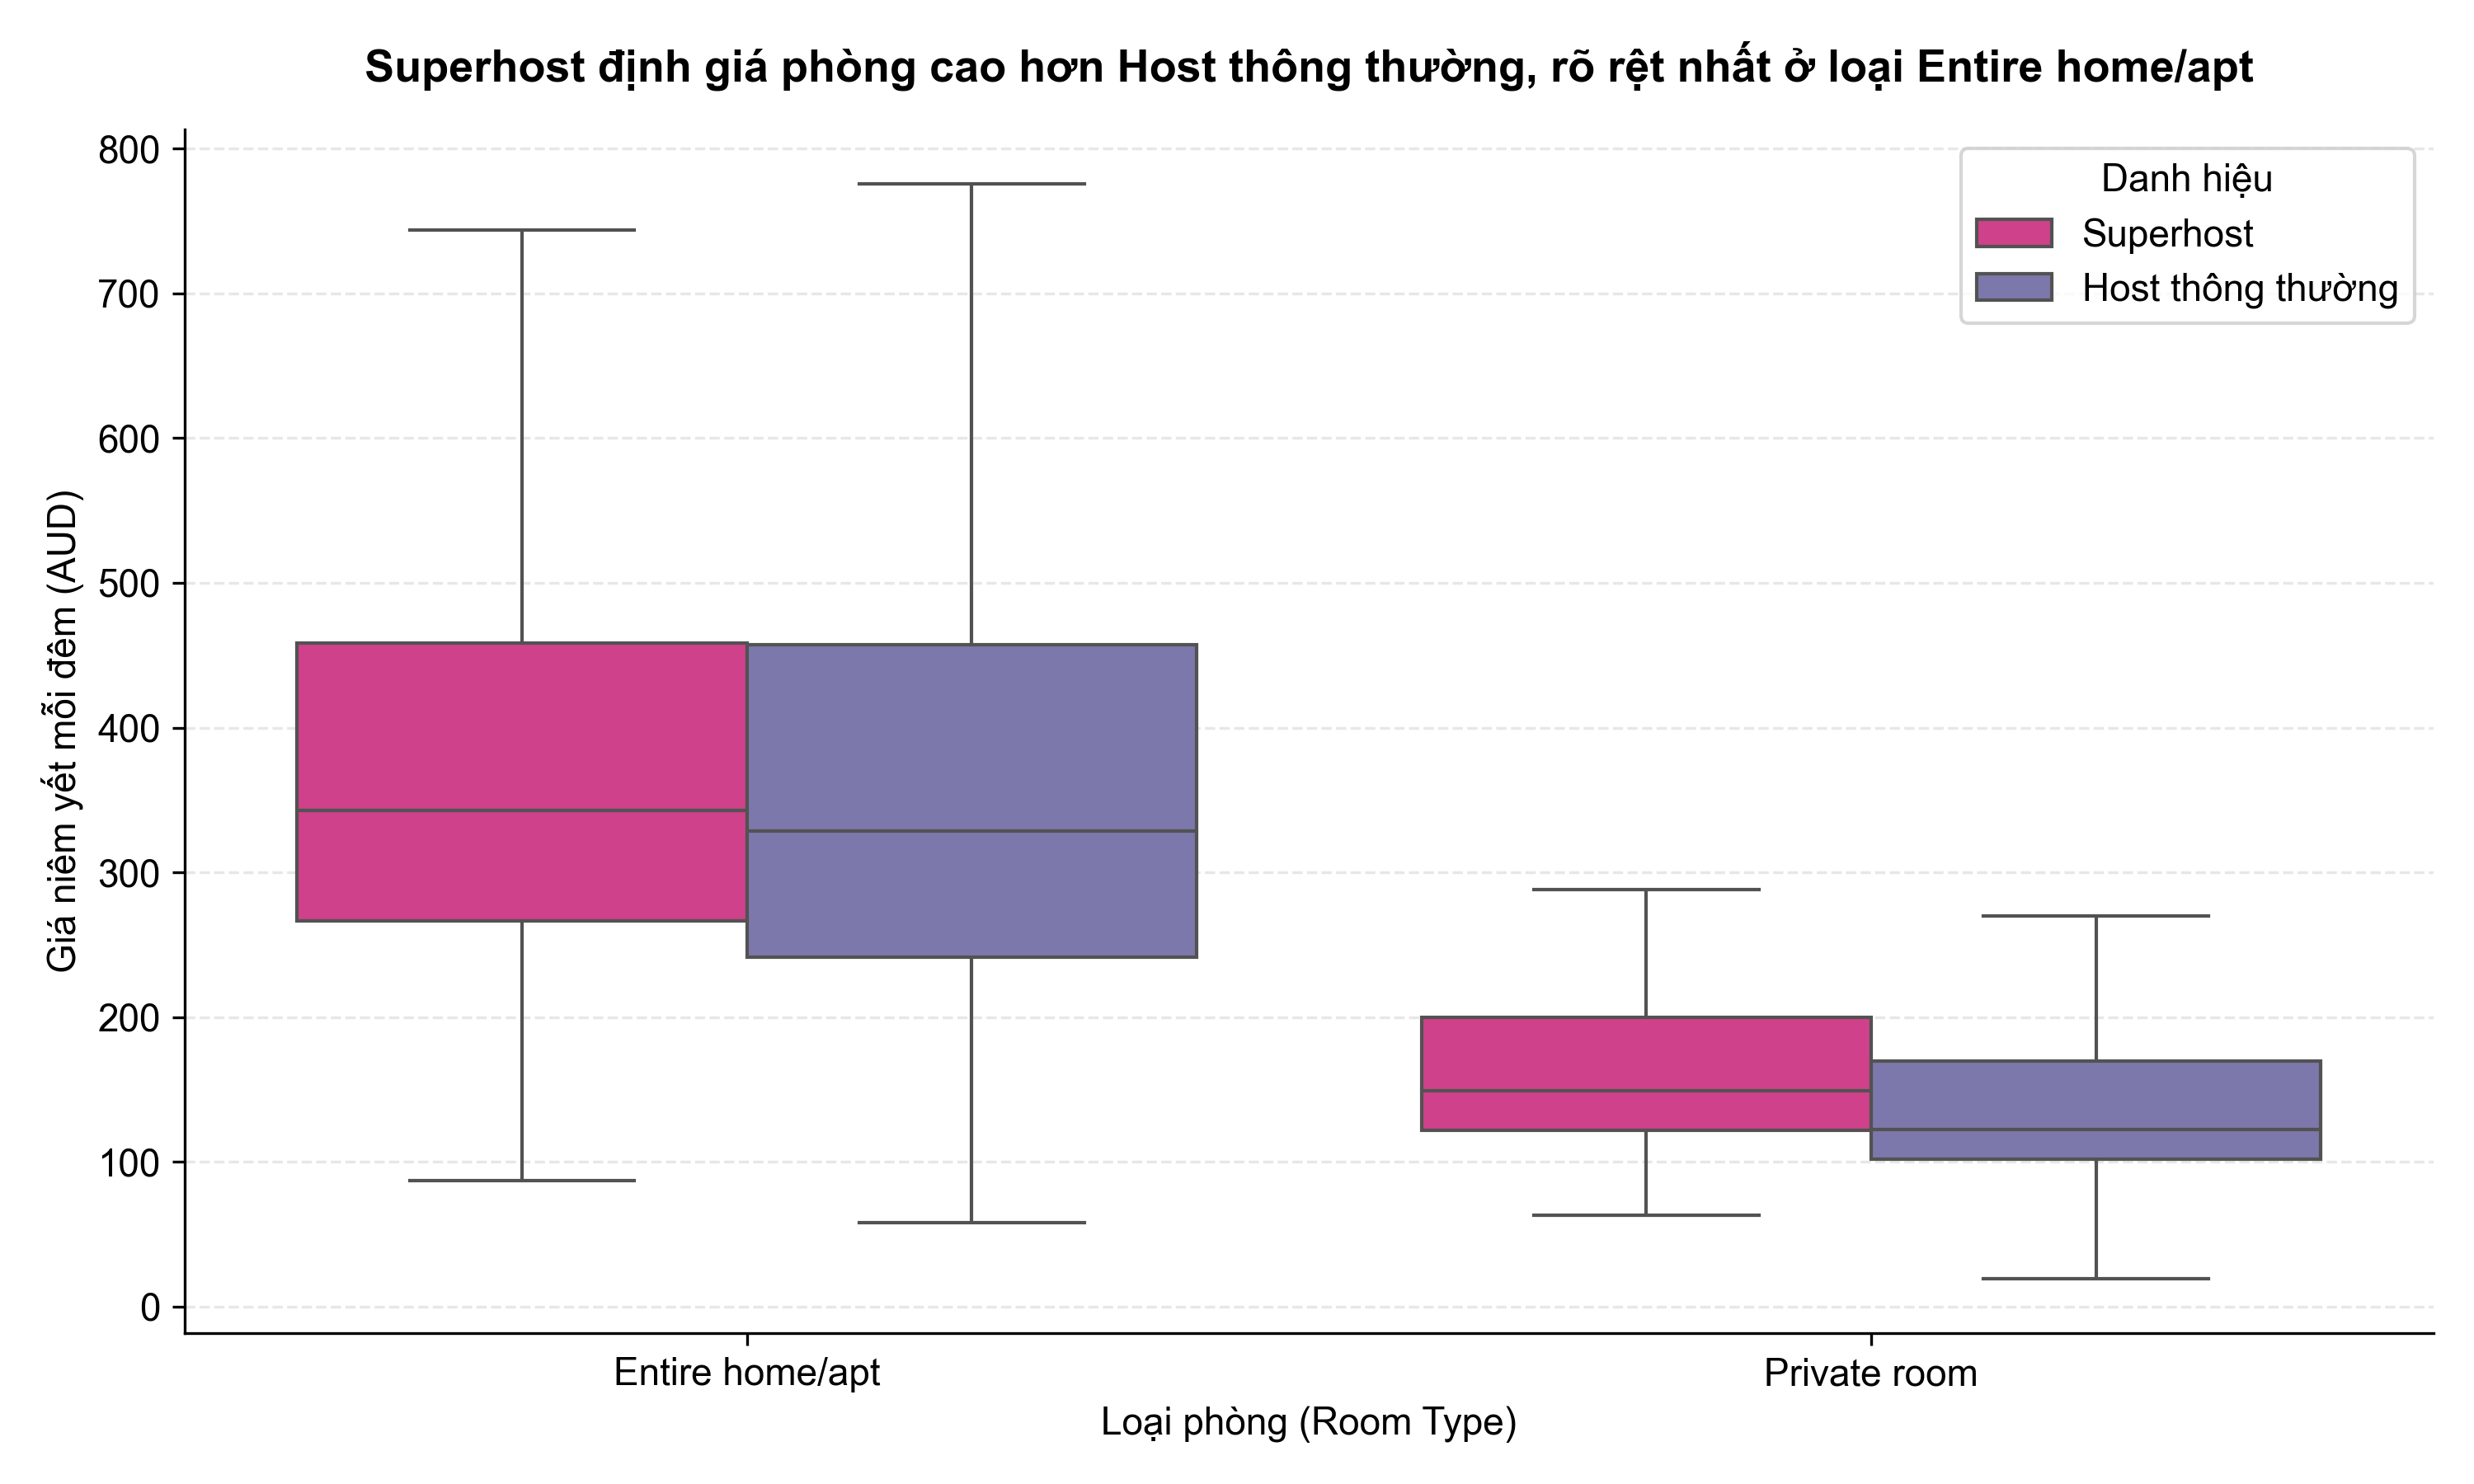 Superhost định giá phòng cao hơn Host thông thường, rõ rệt nhất ở loại Entire home/apt
Giá niêm yết mỗi đêm (AUD)
800
700
600
500
400
300
200
100
0
Danh hiệu
Superhost
Host thông thường
Entire home/apt
Private room
Loại phòng (Room Type)